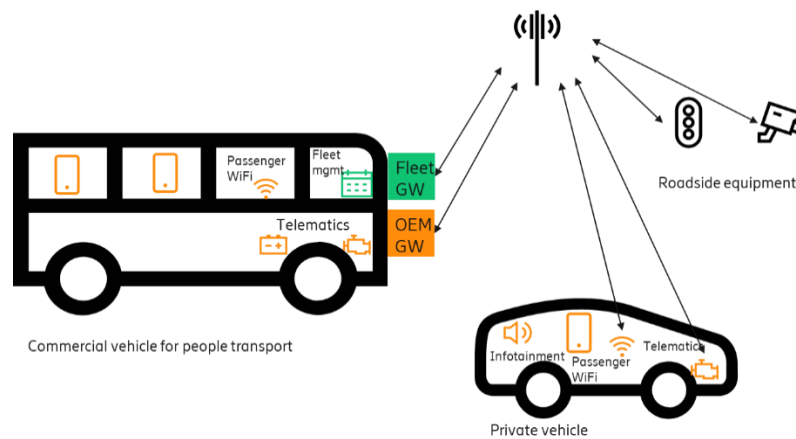 Passenger
WiFi
Fleet
mgmt
Fleet
GW
Telematics
OEM
GW
Roadside equipment
Commercial vehicle for people transport
Infotainment
Passenger
WiFi
Telematics
Private vehicle